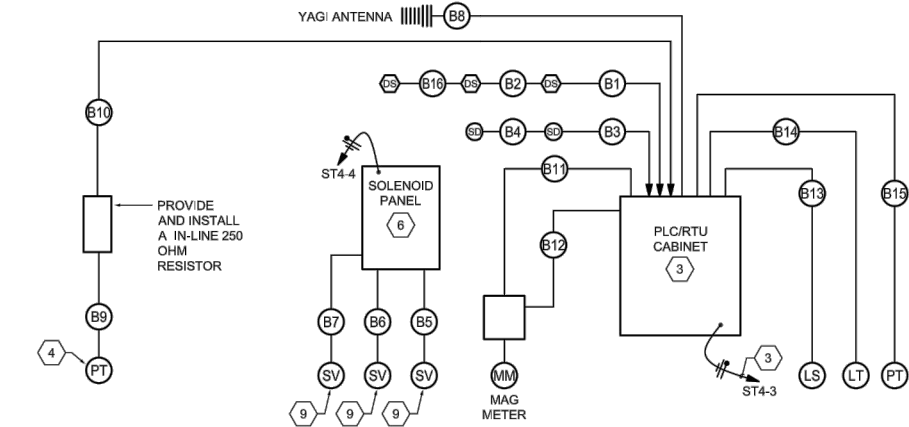 YAGI ANTENNA
B8
DS
B16
DS
B2
DS
B1
B10
SD
B4
SD
B3
B14
ST4-4
B11
SOLENOID
PANEL
6
B13
B15
PROVIDE
AND INSTALL
A IN-LINE 250
OHM
RESISTOR
B12
PLC/RTU
CABINET
3
B9
B7
B6
B5
4
PT
SV
SV
SV
MM
MAG
METER
3
ST4-3
LS
LT
PT
9
9
9